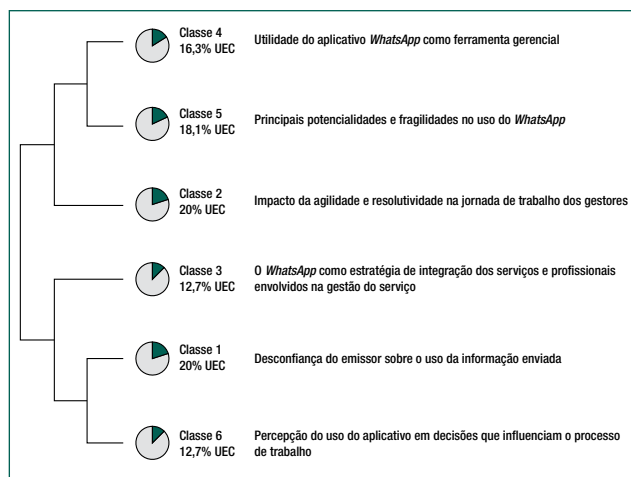 Classe 4
16,3% UEC
Utilidade do aplicativo WhatsApp como ferramenta gerencial
Classe 5
18,1% UEC
Principais potencialidades e fragilidades no uso do WhatsApp
Classe 2
20% UEC
Impacto da agilidade e resolutividade na jornada de trabalho dos gestores
Classe 3
12,7% UEC
O WhatsApp como estratégia de integração dos serviços e profissionais
envolvidos na gestão do serviço
Classe 1
20% UEC
Desconfiança do emissor sobre o uso da informação enviada
Classe 6
12,7% UEC
Percepção do uso do aplicativo em decisões que influenciam o processo
de trabalho